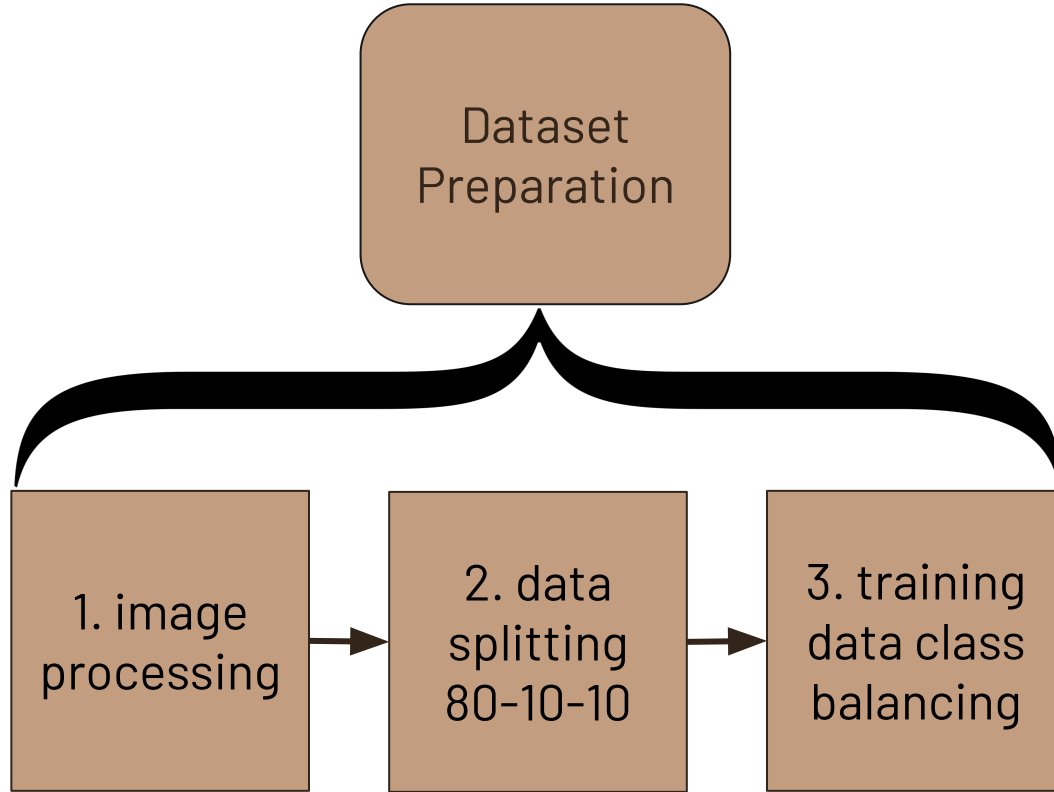 Dataset
Preparation
1. image
processing
2. data
splitting
80-10-10
3. training
data class
balancing